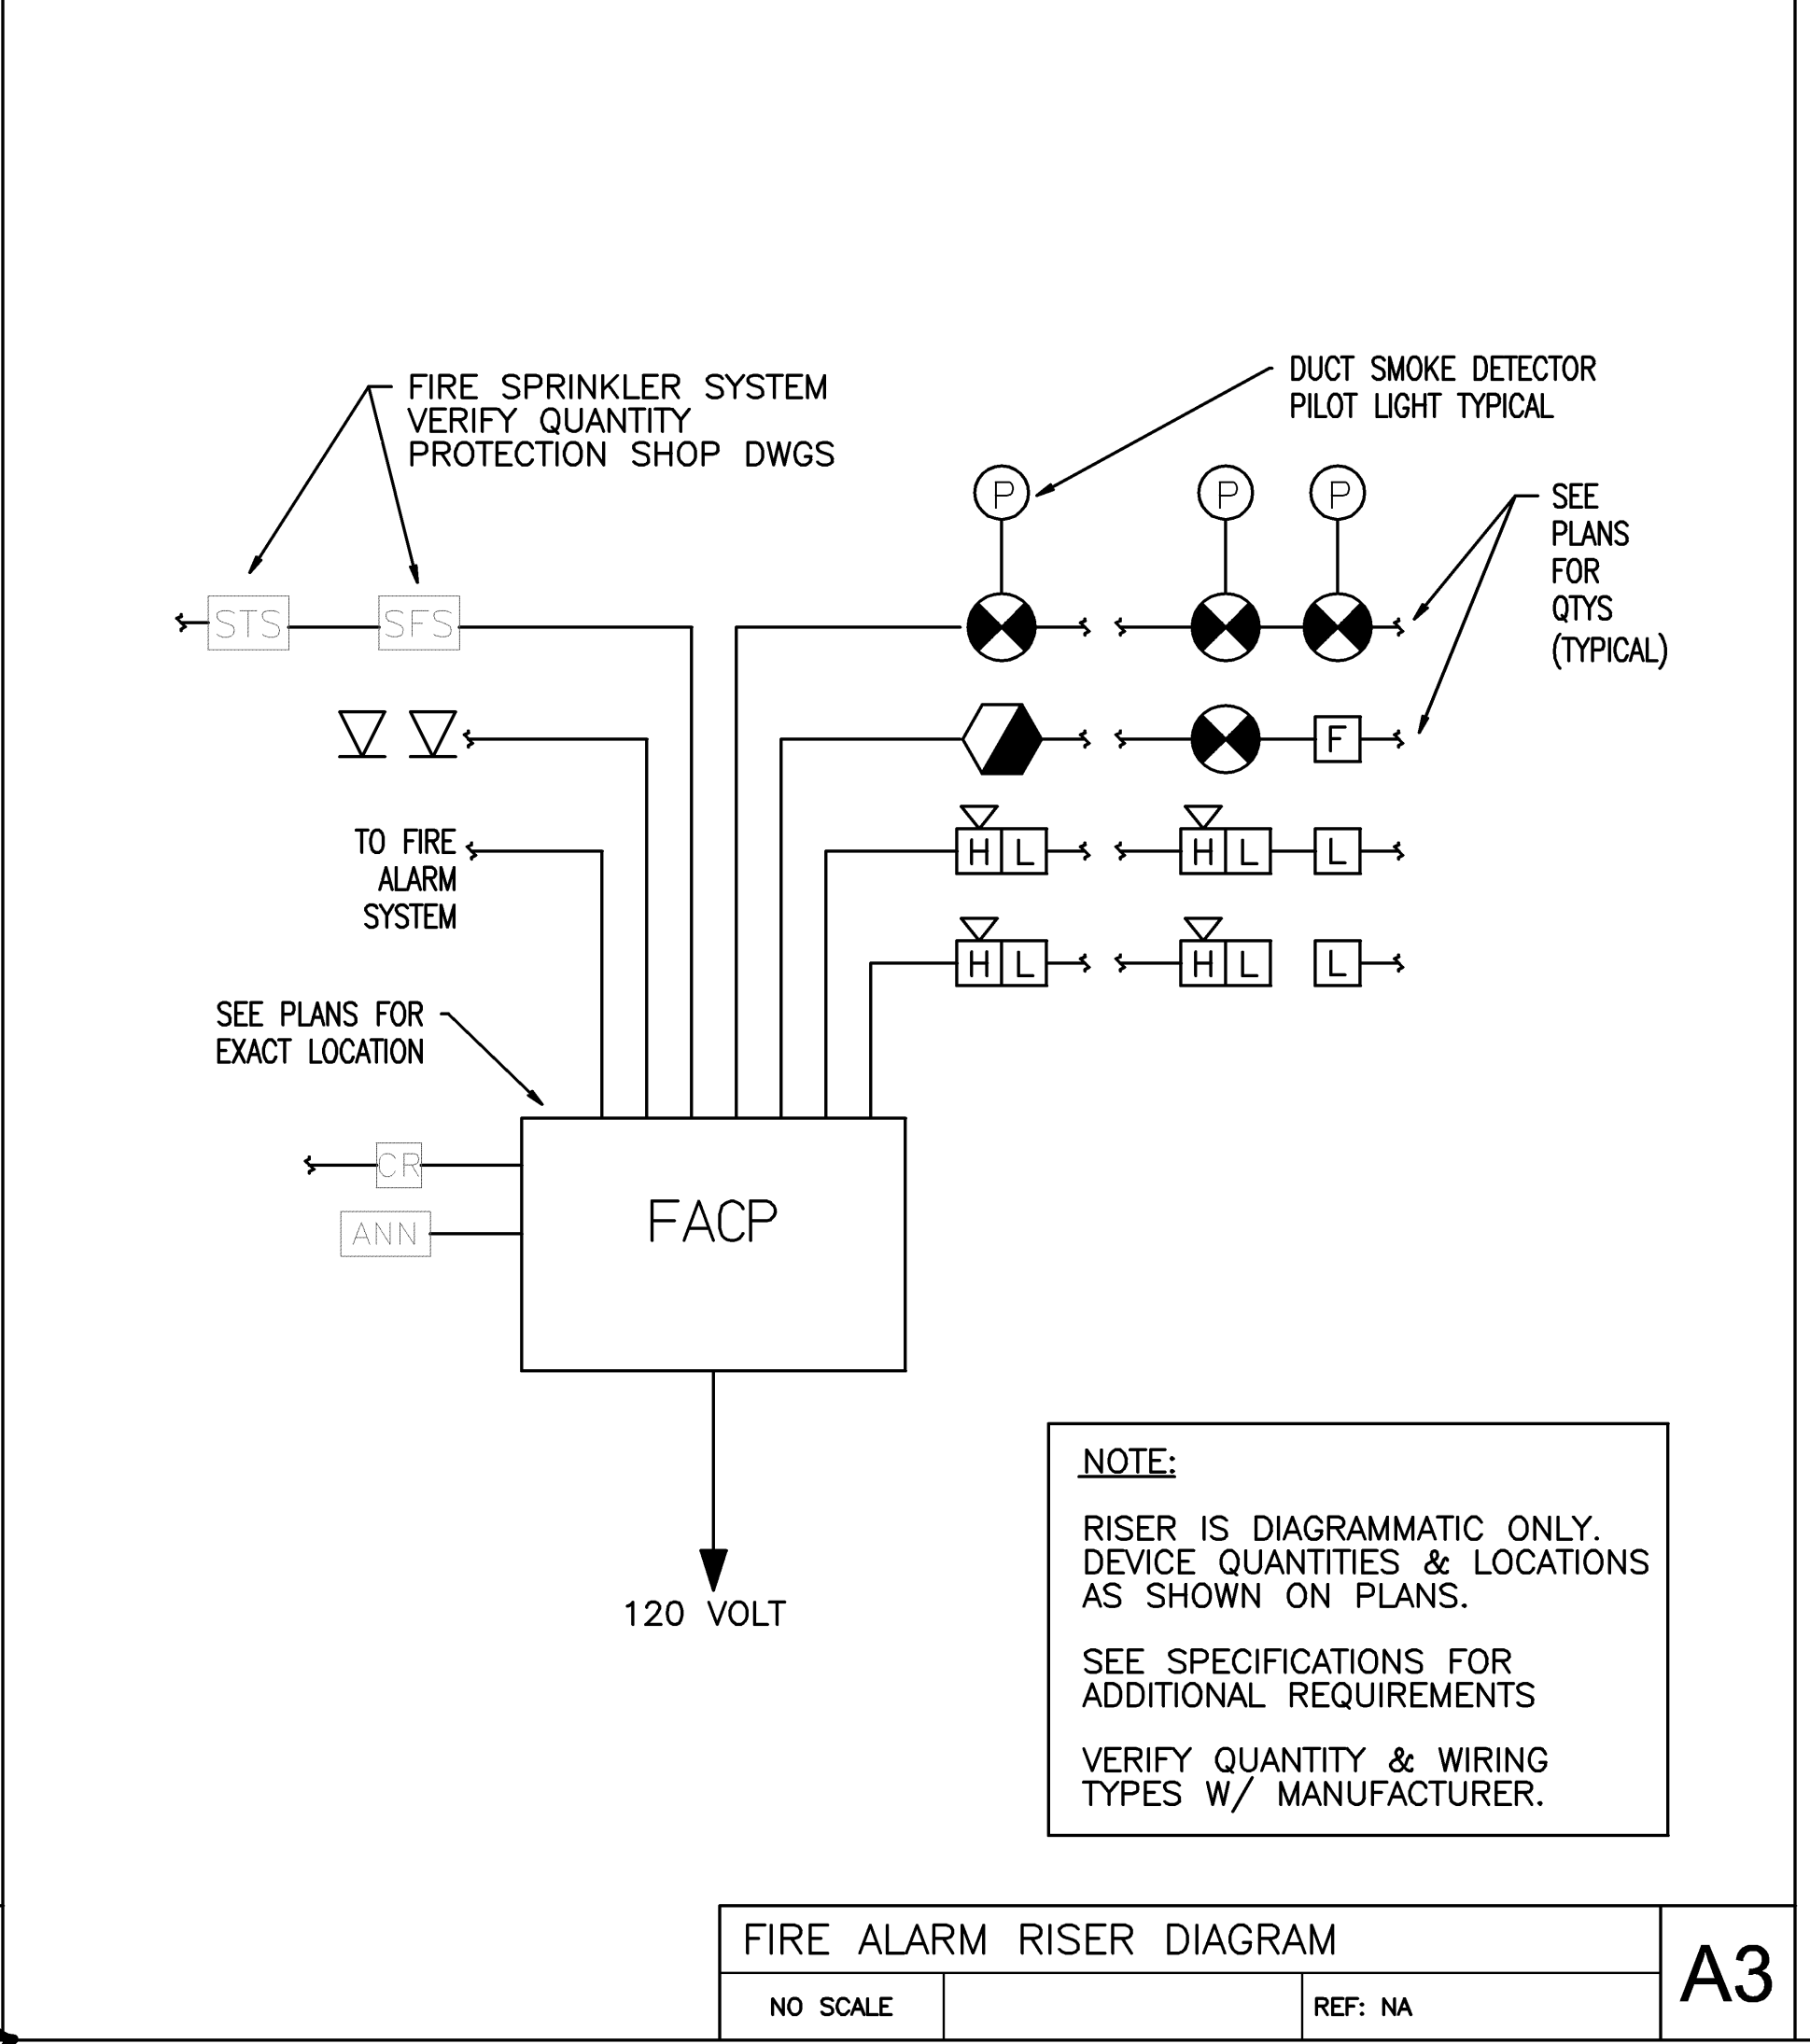 FIRE SPRINKLER SYSTEM
VERIFY QUANTITY
PROTECTION SHOP DWGS
DUCT SMOKE DETECTOR
PILOT LIGHT TYPICAL
P
P
P
SEE
PLANS
FOR
QTYS
(TYPICAL)
STS
SFS
F
TO FIRE
ALARM
SYSTEM
H L
H L
L
H L
H L
L
SEE PLANS FOR
EXACT LOCATION
CR
ANN
FACP
120 VOLT
NOTE:
RISER IS DIAGRAMMATIC ONLY.
DEVICE QUANTITIES & LOCATIONS
AS SHOWN ON PLANS.
SEE SPECIFICATIONS FOR
ADDITIONAL REQUIREMENTS
VERIFY QUANTITY & WIRING
TYPES W/ MANUFACTURER.
FIRE ALARM RISER DIAGRAM
NO SCALE
REF: NA
A3